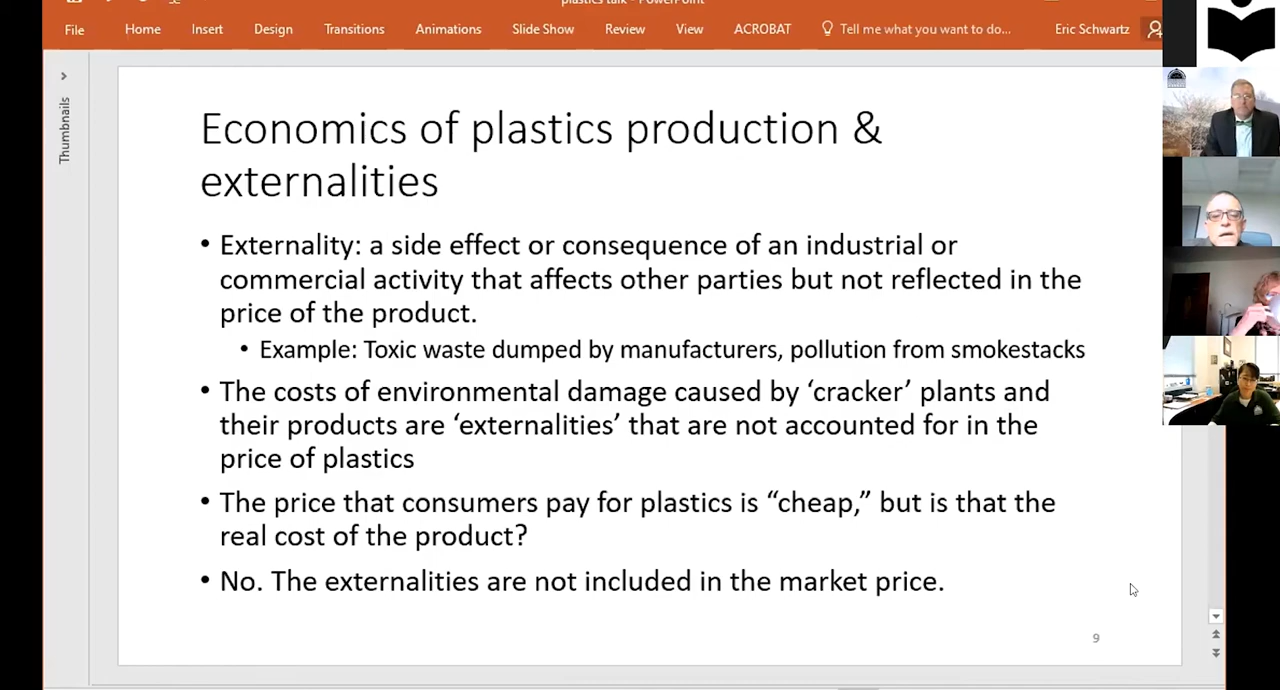 plastics talk - PowerPoint
File Home Insert Design Transitions Animations Slide Show Review View ACROBAT Tell me what you want to do... Eric Schwartz
Thumbnails
Economics of plastics production &
externalities
• Externality: a side effect or consequence of an industrial or
commercial activity that affects other parties but not reflected in the
price of the product.
• Example: Toxic waste dumped by manufacturers, pollution from smokestacks
• The costs of environmental damage caused by ‘cracker’ plants and
their products are ‘externalities’ that are not accounted for in the
price of plastics
• The price that consumers pay for plastics is “cheap,” but is that the
real cost of the product?
• No. The externalities are not included in the market price.
9